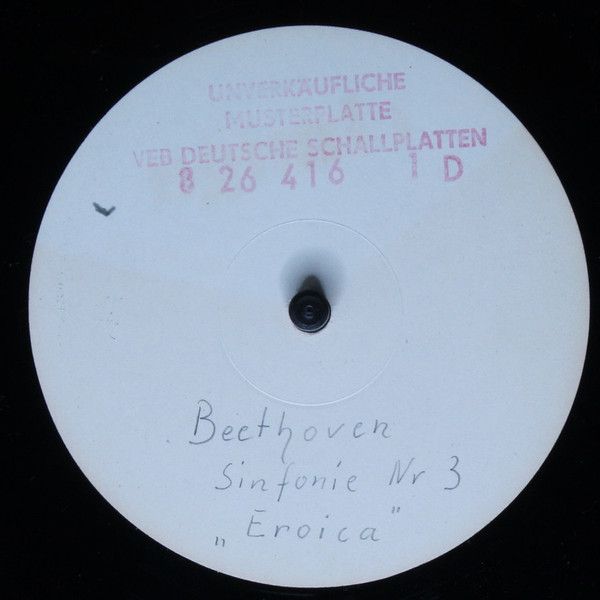 UNVERKÄUFLICHE
MUSTERPLATTE
VEB DEUTSCHE SCHALLPLATTEN
8 26 416 1 D
Beethoven
Sinfonie Nr 3
„Eroica"